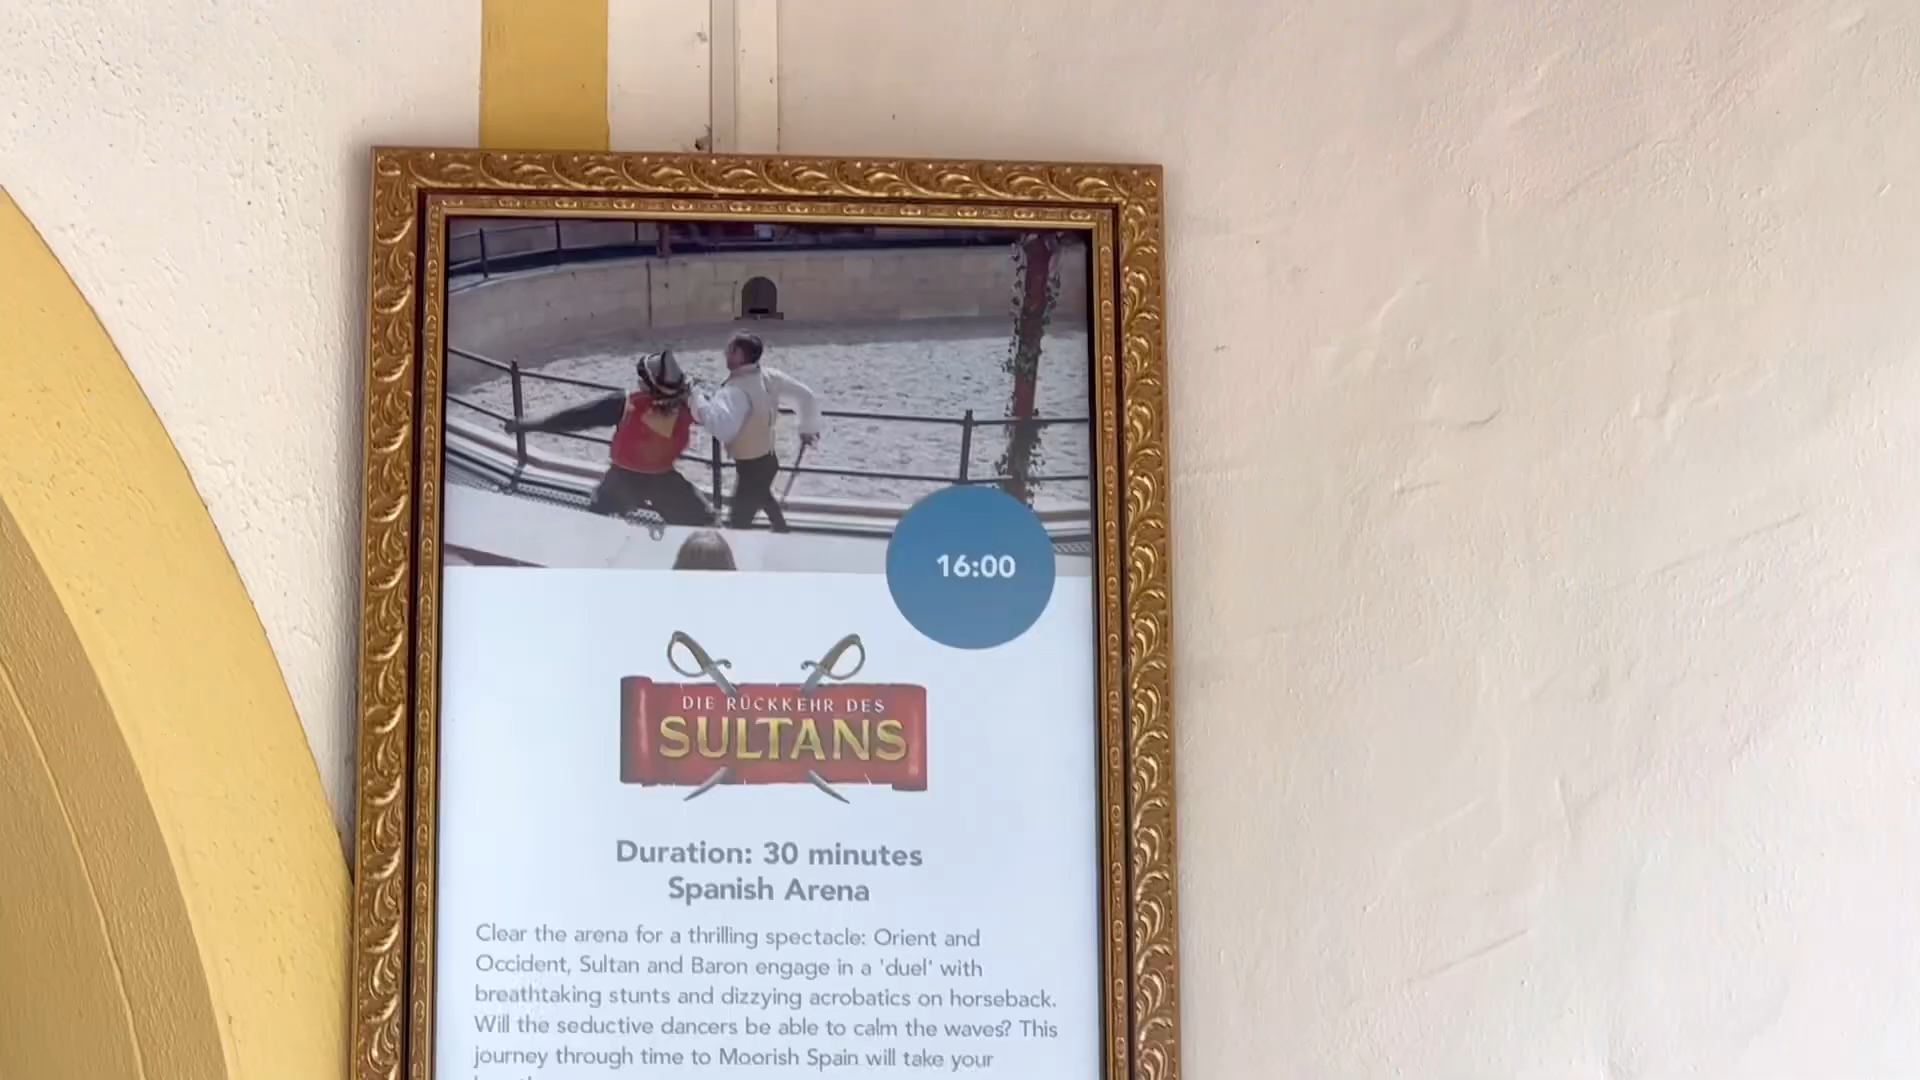 16:00
DIE RÜCKKEHR DES
SULTANS
Duration: 30 minutes
Spanish Arena
Clear the arena for a thrilling spectacle: Orient and
Occident, Sultan and Baron engage in a 'duel' with
breathtaking stunts and dizzying acrobatics on horseback.
Will the seductive dancers be able to calm the waves? This
journey through time to Moorish Spain will take your